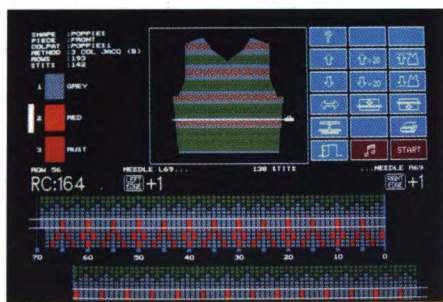 SHAPE :POPPIES
PIECE :FRONT
COLPAT :POPPIES1
METHOD :3 COL JACQ (B)
ROWS :193
STITS :142
1 GREY
2 RED
3 RUST
?
×20
×20
START
ROW 56
NEEDLE L69...
138 STITS
...NEEDLE R69
RC:164
LEFT EDGE +1
RIGHT EDGE +1
70 60 50 40 30 20 10 0